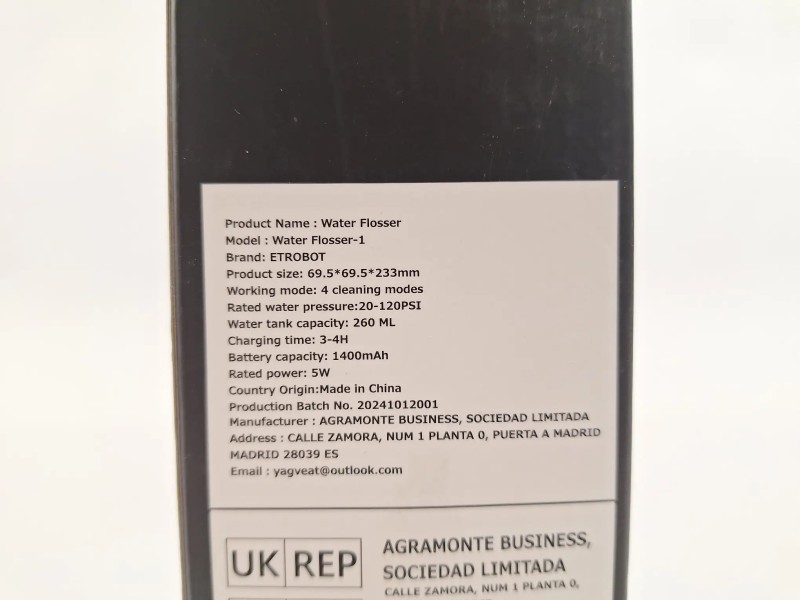 Product Name : Water Flosser
Model : Water Flosser-1
Brand: ETROBOT
Product size: 69.5*69.5*233mm
Working mode: 4 cleaning modes
Rated water pressure:20-120PSI
Water tank capacity: 260 ML
Charging time: 3-4H
Battery capacity: 1400mAh
Rated power: 5W
Country Origin:Made in China
Production Batch No. 20241012001
Manufacturer : AGRAMONTE BUSINESS, SOCIEDAD LIMITADA
Address : CALLE ZAMORA, NUM 1 PLANTA 0, PUERTA A MADRID
MADRID 28039 ES
Email : yagveat@outlook.com
UK REP
AGRAMONTE BUSINESS,
SOCIEDAD LIMITADA
CALLE ZAMORA, NUM 1 PLANTA 0,